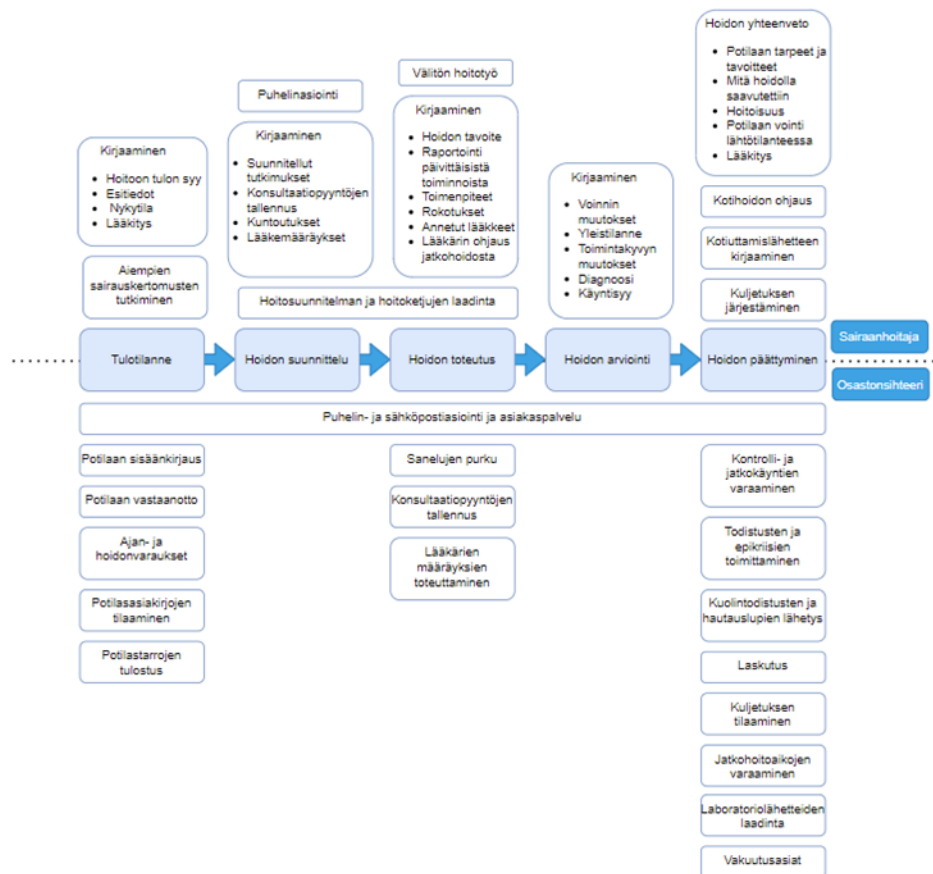 Hoidon yhteenveto
• Potilaan tarpeet ja
tavoitteet
• Mitä hoidolla
saavutettiin
• Hoitoisuus
• Potilaan vointi
lähtötilanteessa
• Lääkitys
Välitön hoitotyö
Puhelinasiointi
Kirjaaminen
• Hoidon tavoite
• Raportointi
päivittäisistä
toiminnoista
• Toimenpiteet
• Rokotukset
• Annetut lääkkeet
• Lääkärin ohjaus
jatkohoidosta
Kirjaaminen
• Suunnitellut
tutkimukset
• Konsultaatiopyyntöjen
tallennus
• Kuntoutukset
• Lääkemääräykset
Kirjaaminen
• Hoitoon tulon syy
• Esitiedot
• Nykytila
• Lääkitys
Kirjaaminen
• Voinnin
muutokset
• Yleistilanne
• Toimintakyvyn
muutokset
• Diagnoosi
• Käyntisyy
Kotihoidon ohjaus
Kotiuttamislähetteen
kirjaaminen
Kuljetuksen
järjestäminen
Aiempien
sairauskertomusten
tutkiminen
Hoitosuunnitelman ja hoitoketjujen laadinta
Tulotilanne
Hoidon suunnittelu
Hoidon toteutus
Hoidon arviointi
Hoidon päättyminen
Sairaanhoitaja
Osastonsihteeri
Puhelin- ja sähköpostiasiointi ja asiakaspalvelu
Potilaan sisäänkirjaus
Potilaan vastaanotto
Ajan- ja
hoidonvaraukset
Potilasasiakirjojen
tilaaminen
Potilastarrojen
tulostus
Sanelujen purku
Konsultaatiopyyntöjen
tallennus
Lääkärien
määräyksien
toteuttaminen
Kontrolli- ja
jatkokäyntien
varaaminen
Todistusten ja
epikriisien
toimittaminen
Kuolintodistusten ja
hautauslupien lähetys
Laskutus
Kuljetuksen
tilaaminen
Jatkohoitoaikojen
varaaminen
Laboratoriolähetteiden
laadinta
Vakuutusasiat